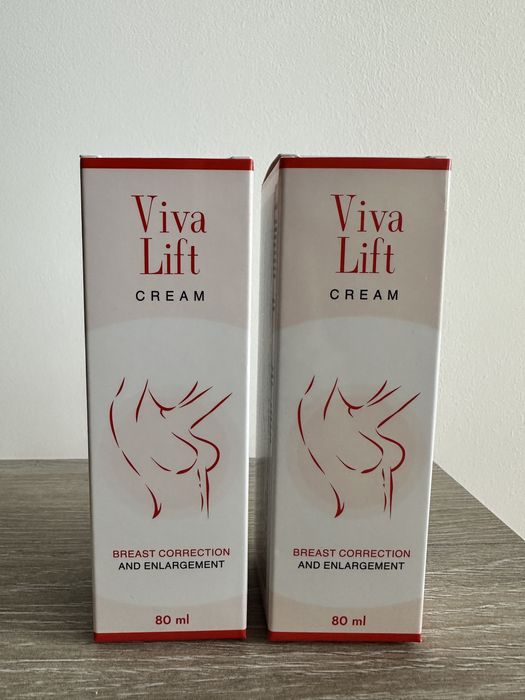 Viva
Lift
CREAM
BREAST CORRECTION
AND ENLARGEMENT
80 ml
Viva
Lift
CREAM
BREAST CORRECTION
AND ENLARGEMENT
80 ml